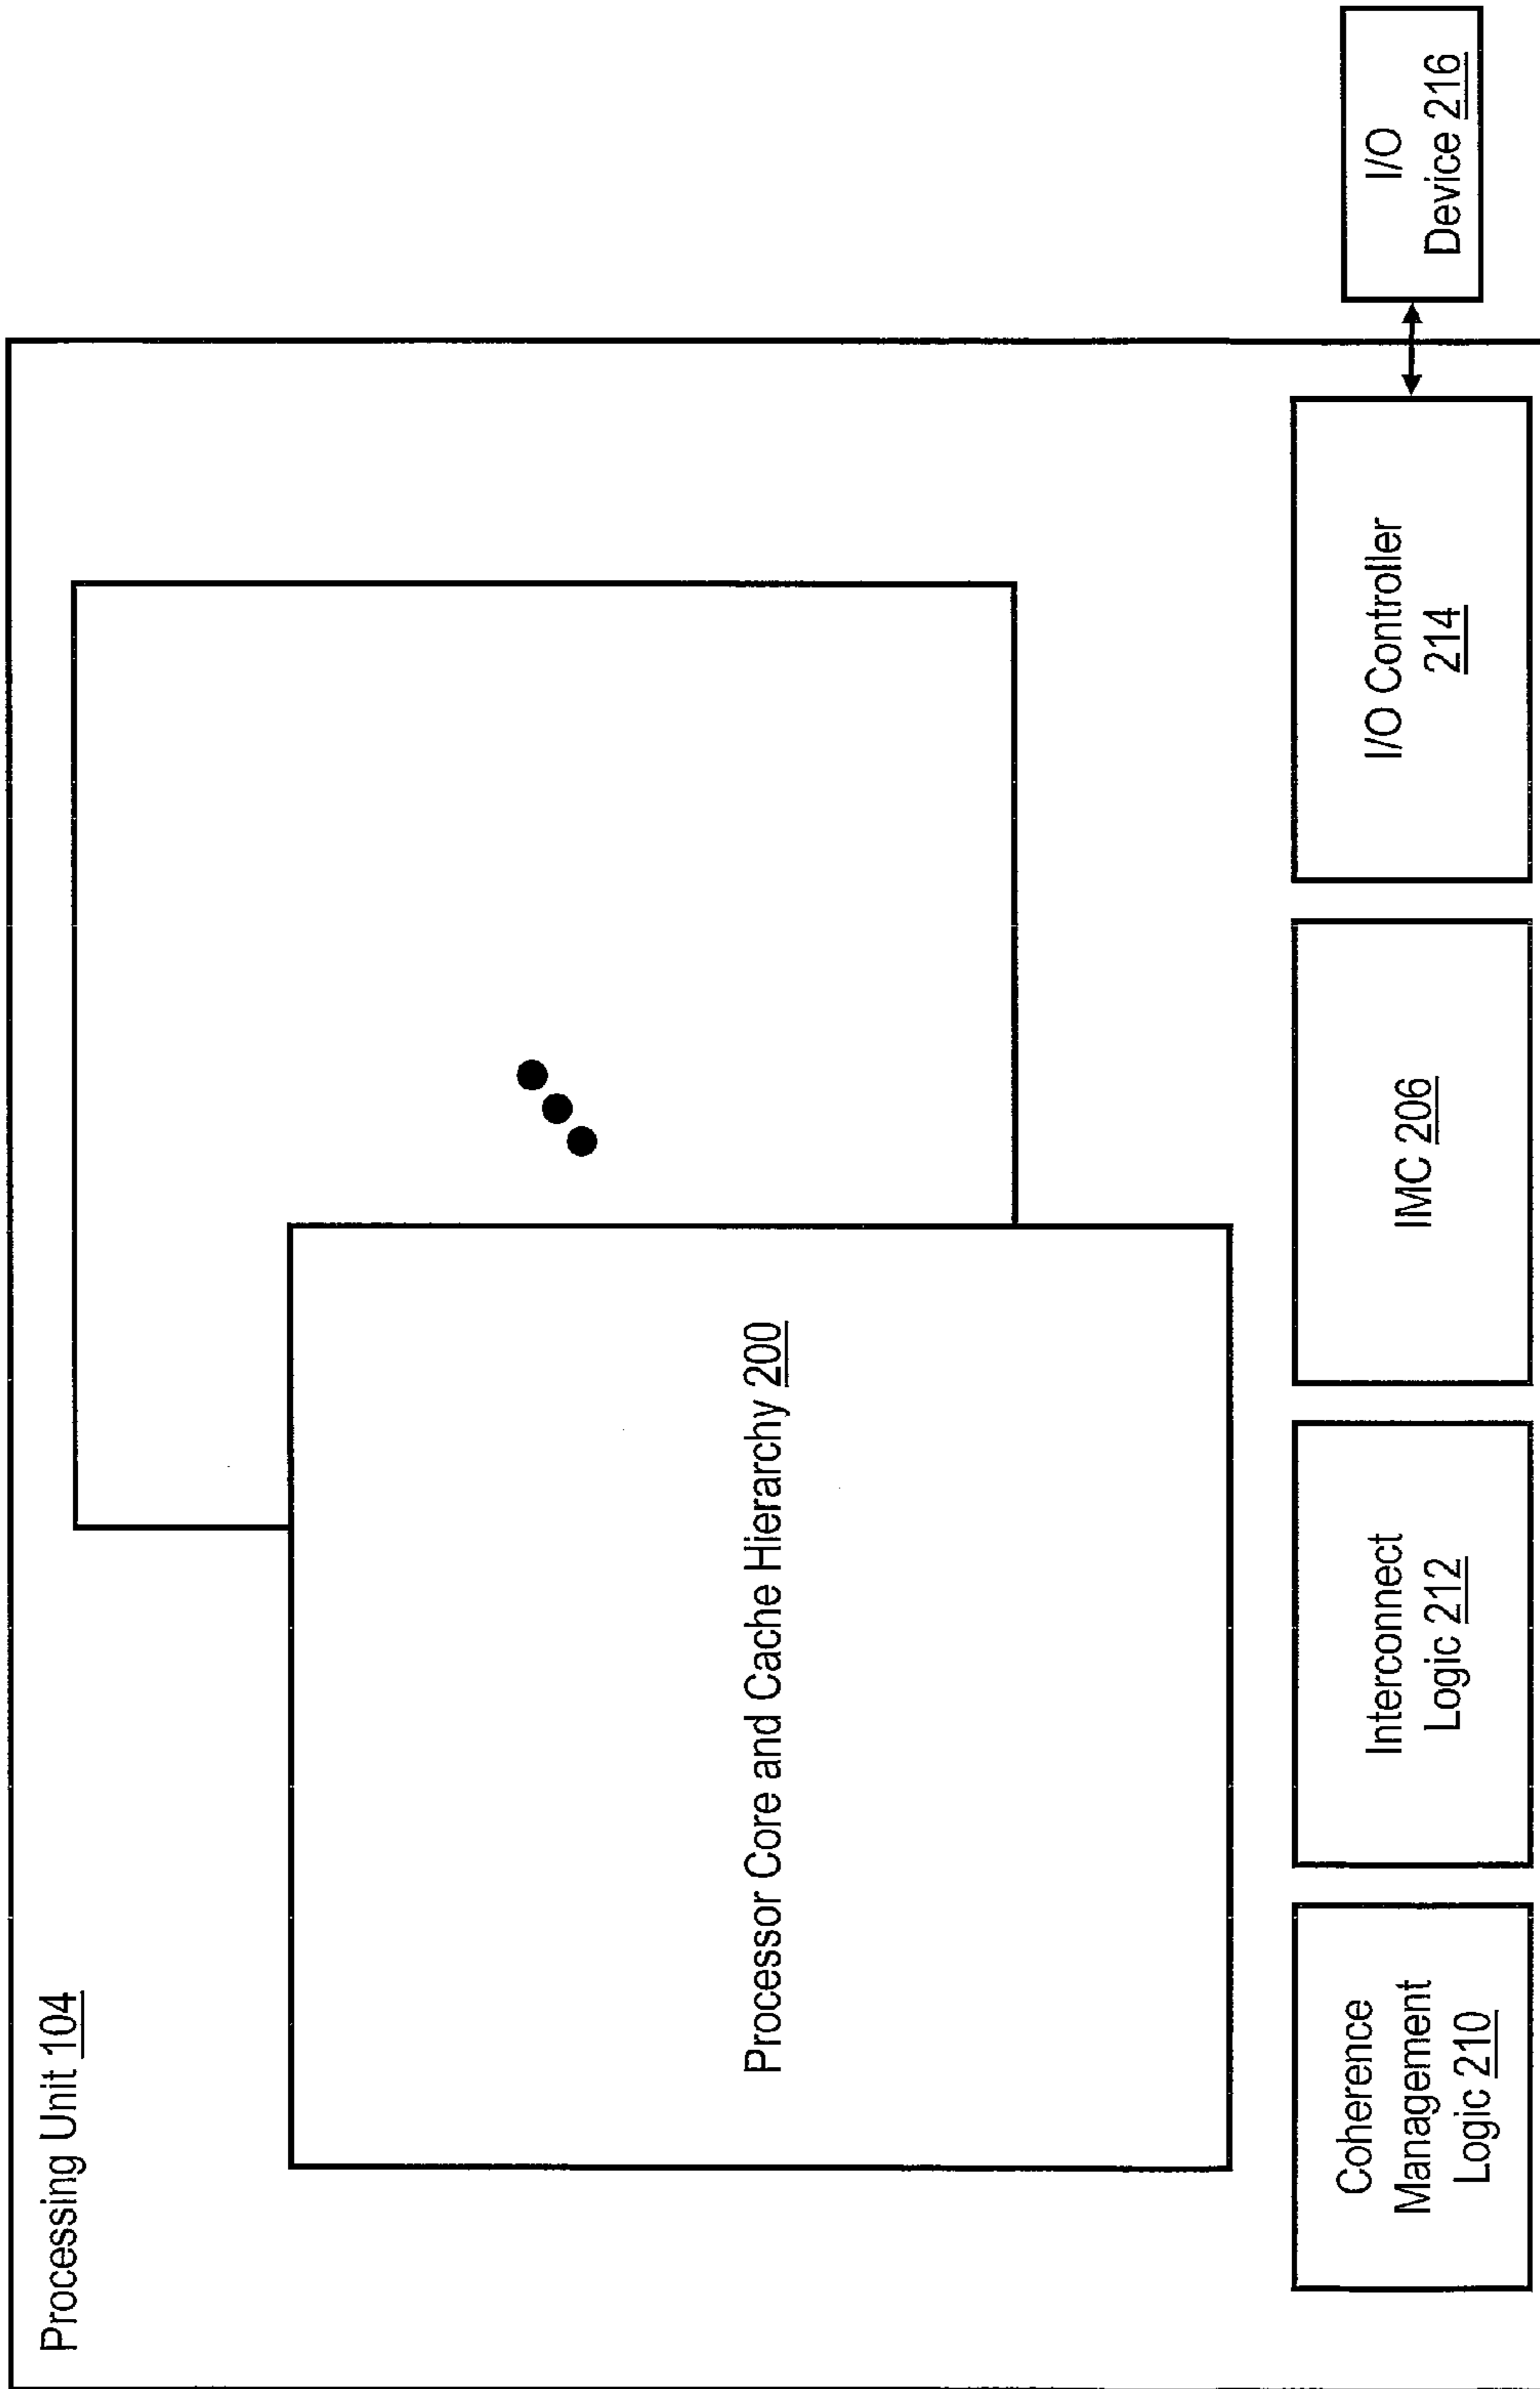 Processing Unit 104
Processor Core and Cache Hierarchy 200
Coherence
Management
Logic 210
Interconnect
Logic 212
IMC 206
I/O Controller
214
I/O
Device 216